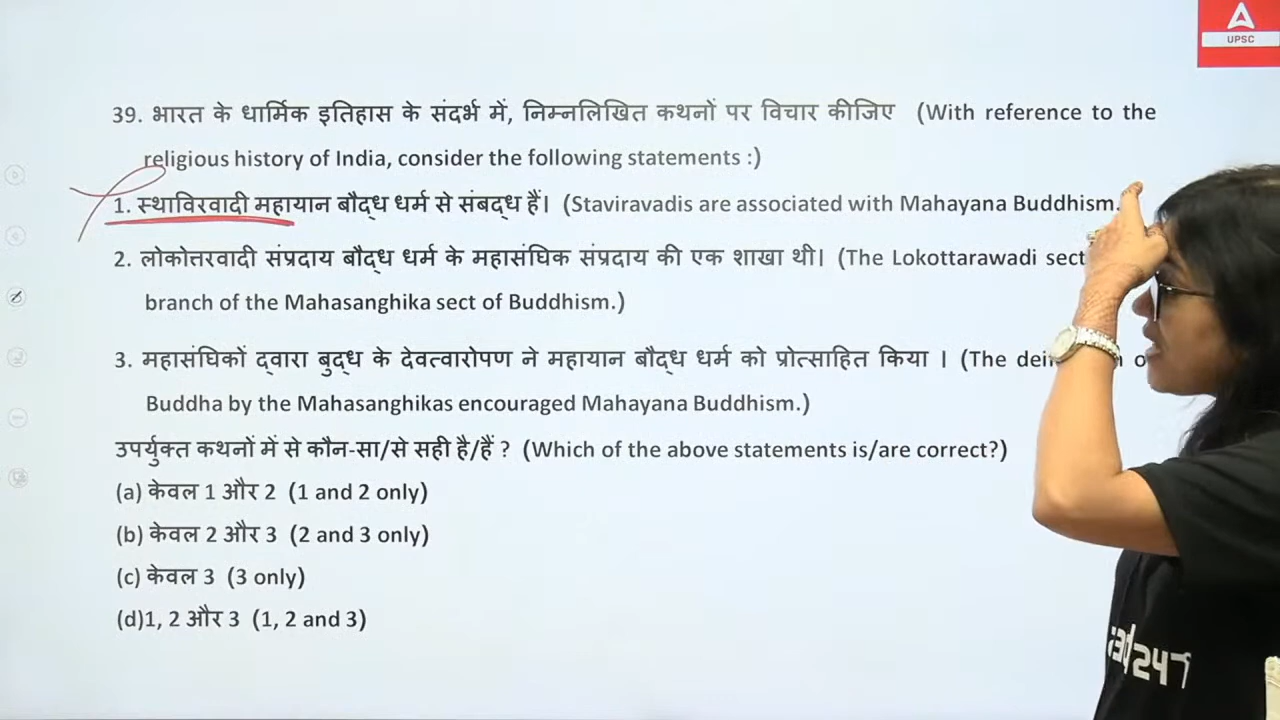 UPSC
39. भारत के धार्मिक इतिहास के संदर्भ में, निम्नलिखित कथनों पर विचार कीजिए (With reference to the
religious history of India, consider the following statements :)
1. स्थाविरवादी महायान बौद्ध धर्म से संबद्ध हैं। (Staviravadis are associated with Mahayana Buddhism.
2. लोकोत्तरवादी संप्रदाय बौद्ध धर्म के महासंघिक संप्रदाय की एक शाखा थी। (The Lokottarawadi sect
branch of the Mahasanghika sect of Buddhism.)
3. महासंघिकों द्वारा बुद्ध के देवत्वारोपण ने महायान बौद्ध धर्म को प्रोत्साहित किया । (The
Buddha by the Mahasanghikas encouraged Mahayana Buddhism.)
उपर्युक्त कथनों में से कौन-सा/से सही है/हैं ? (Which of the above statements is/are correct?)
(a) केवल 1 और 2 (1 and 2 only)
(b) केवल 2 और 3 (2 and 3 only)
(c) केवल 3 (3 only)
(d)1, 2 और 3 (1, 2 and 3)
247